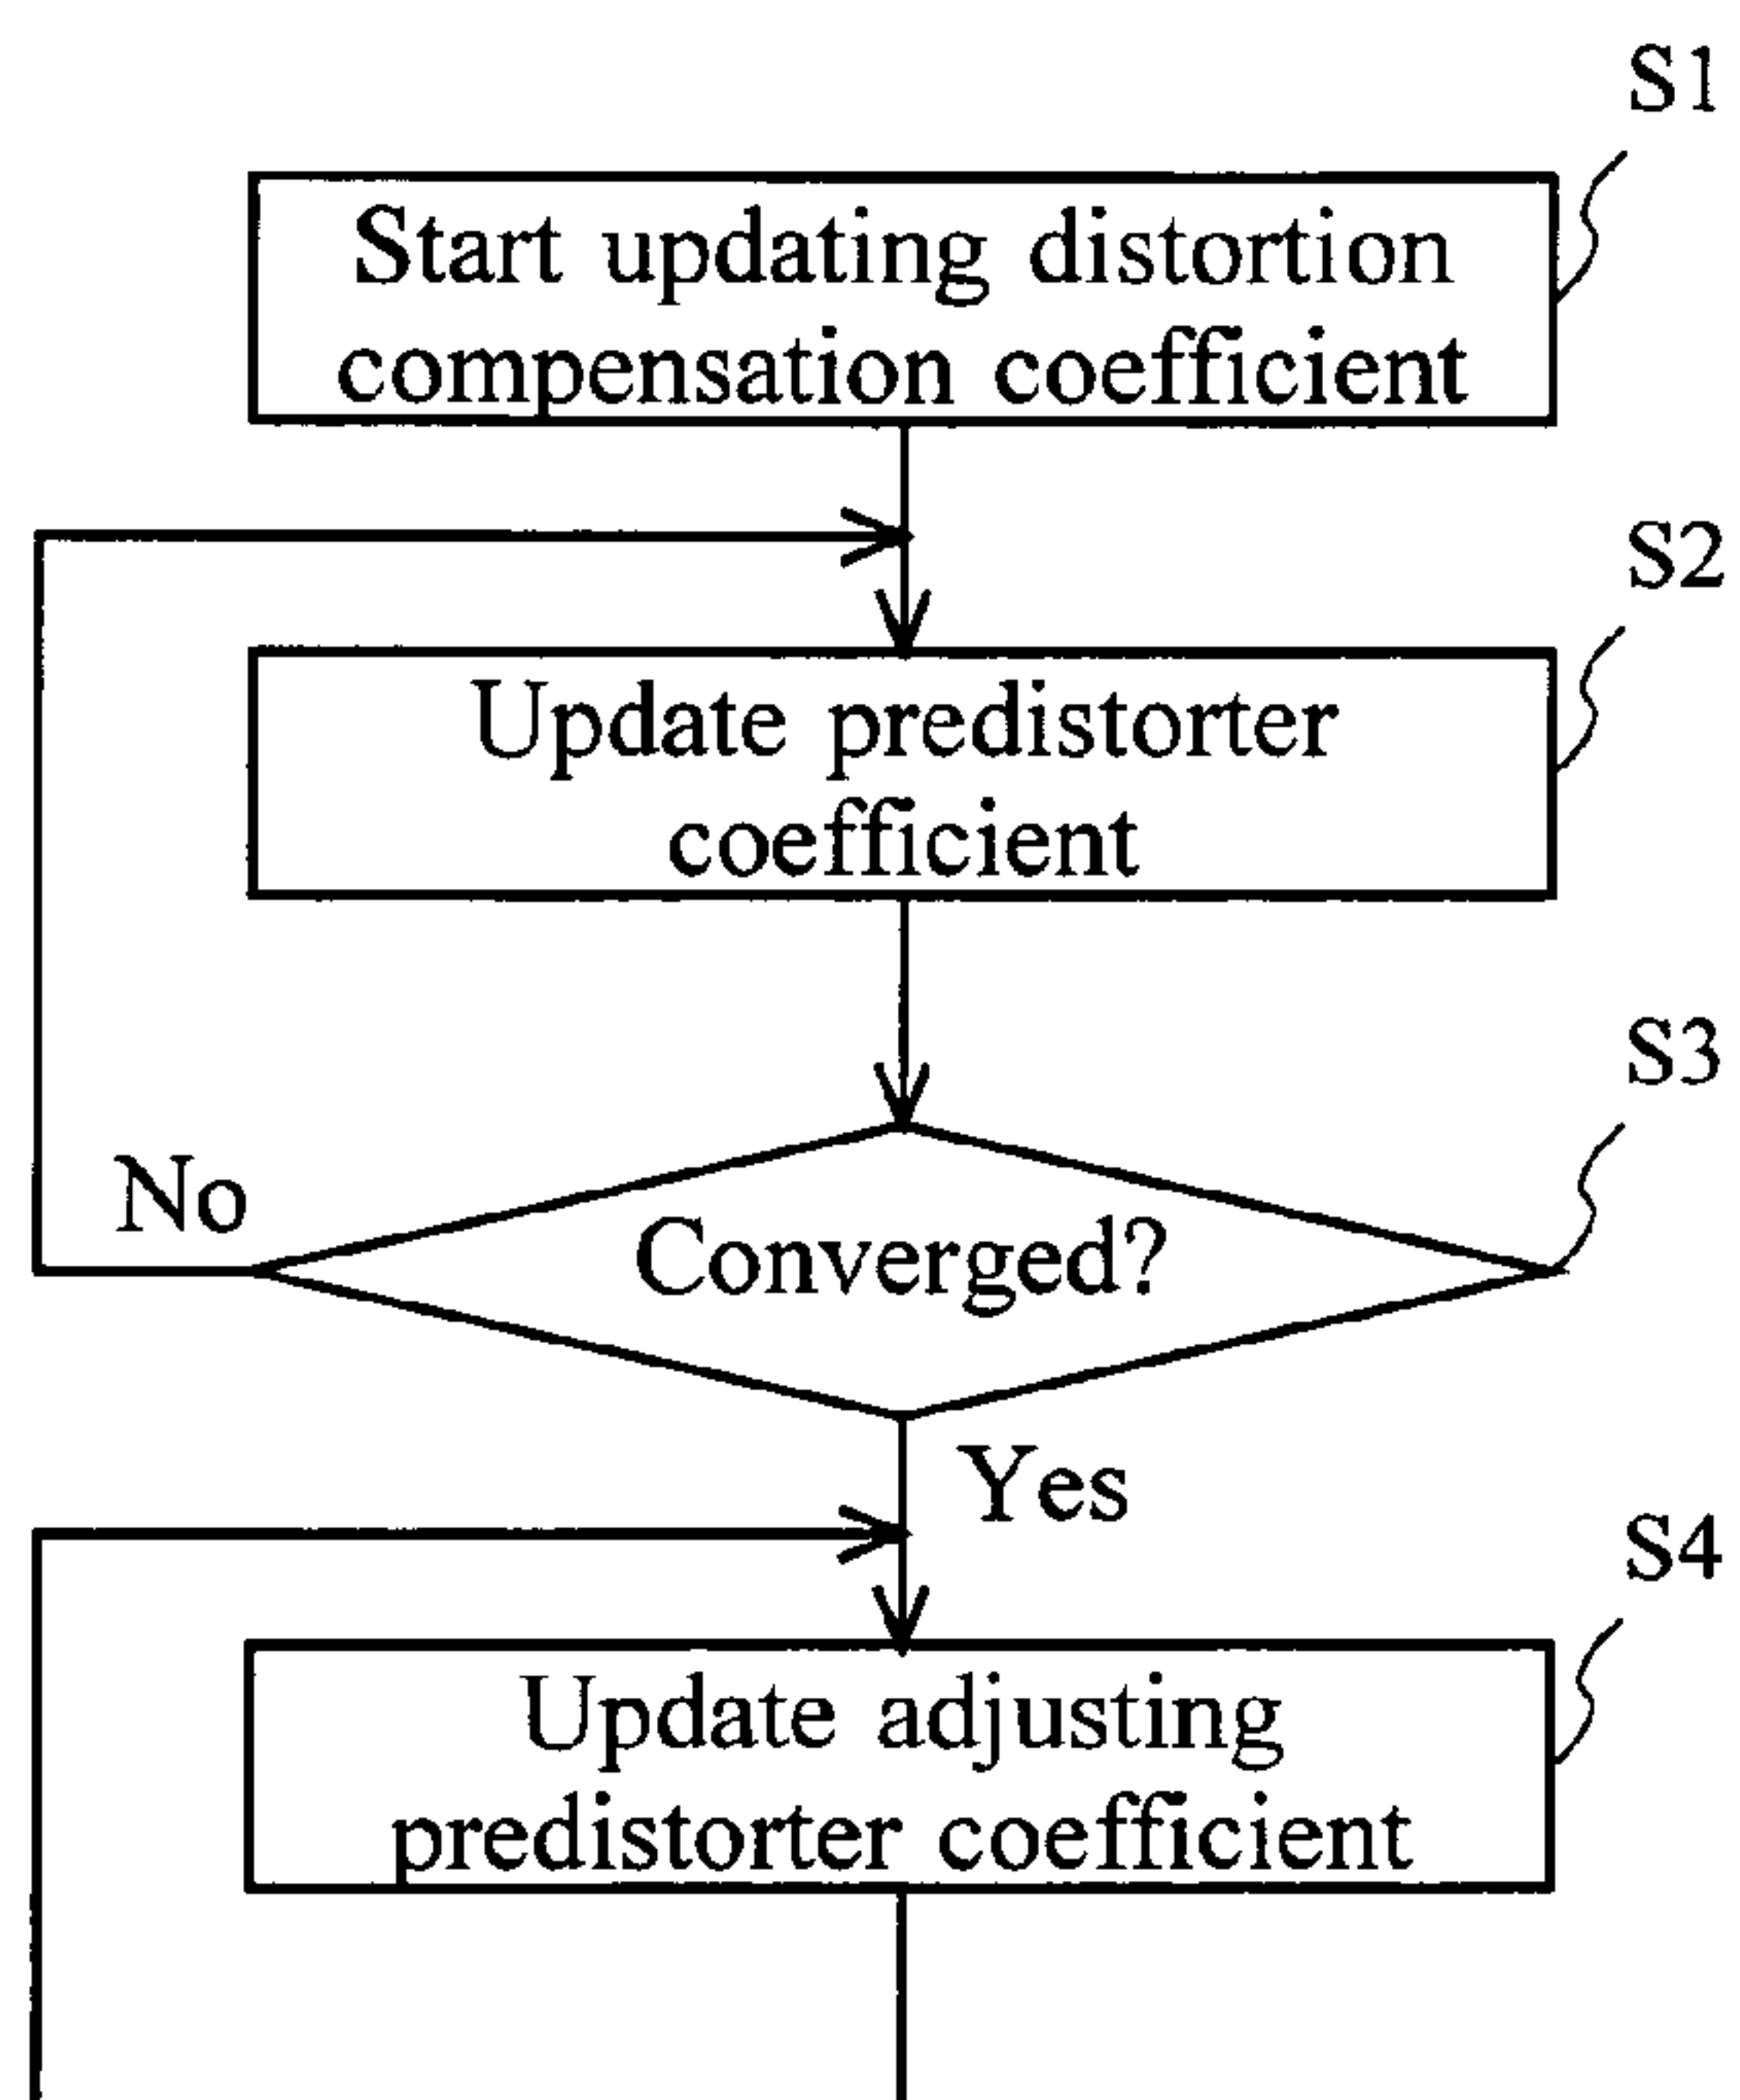 S1
Start updating distortion
compensation coefficient
S2
Update predistorter
coefficient
S3
No
Converged?
Yes
S4
Update adjusting
predistorter coefficient